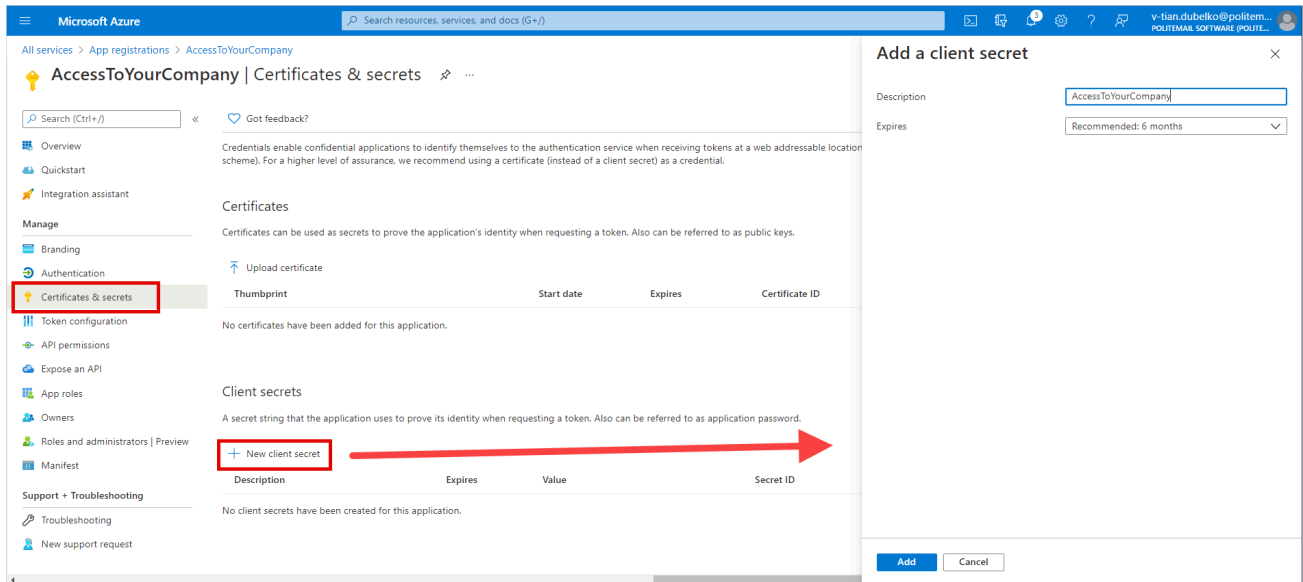 Microsoft Azure
Search resources, services, and docs (G+/)
3
v-tian.dubelko@politem...
POLITEMAIL SOFTWARE (POLITE...
All services > App registrations > AccessToYourCompany
AccessToYourCompany | Certificates & secrets
Search (Ctrl+/)
Overview
Quickstart
Integration assistant
Manage
Branding
Authentication
Certificates & secrets
Token configuration
API permissions
Expose an API
App roles
Owners
Roles and administrators | Preview
Manifest
Support + Troubleshooting
Troubleshooting
New support request
Got feedback?
Credentials enable confidential applications to identify themselves to the authentication service when receiving tokens at a web addressable location
scheme). For a higher level of assurance, we recommend using a certificate (instead of a client secret) as a credential.
Certificates
Certificates can be used as secrets to prove the application's identity when requesting a token. Also can be referred to as public keys.
Upload certificate
Thumbprint Start date Expires Certificate ID
No certificates have been added for this application.
Client secrets
A secret string that the application uses to prove its identity when requesting a token. Also can be referred to as application password.
New client secret
Description Expires Value Secret ID
No client secrets have been created for this application.
Add a client secret
Description AccessToYourCompany
Expires Recommended: 6 months
Add Cancel